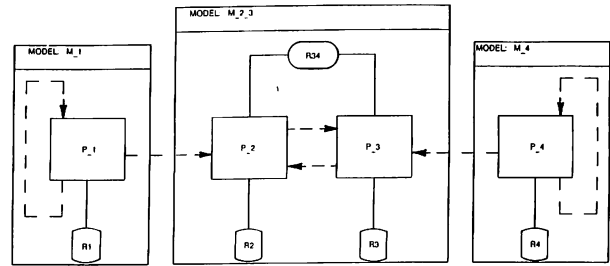 MODEL: M_2_3
MODEL: M_1
MODEL: M_4
R34
P_1
P_2
P_3
P_4
R1
R2
R3
R4